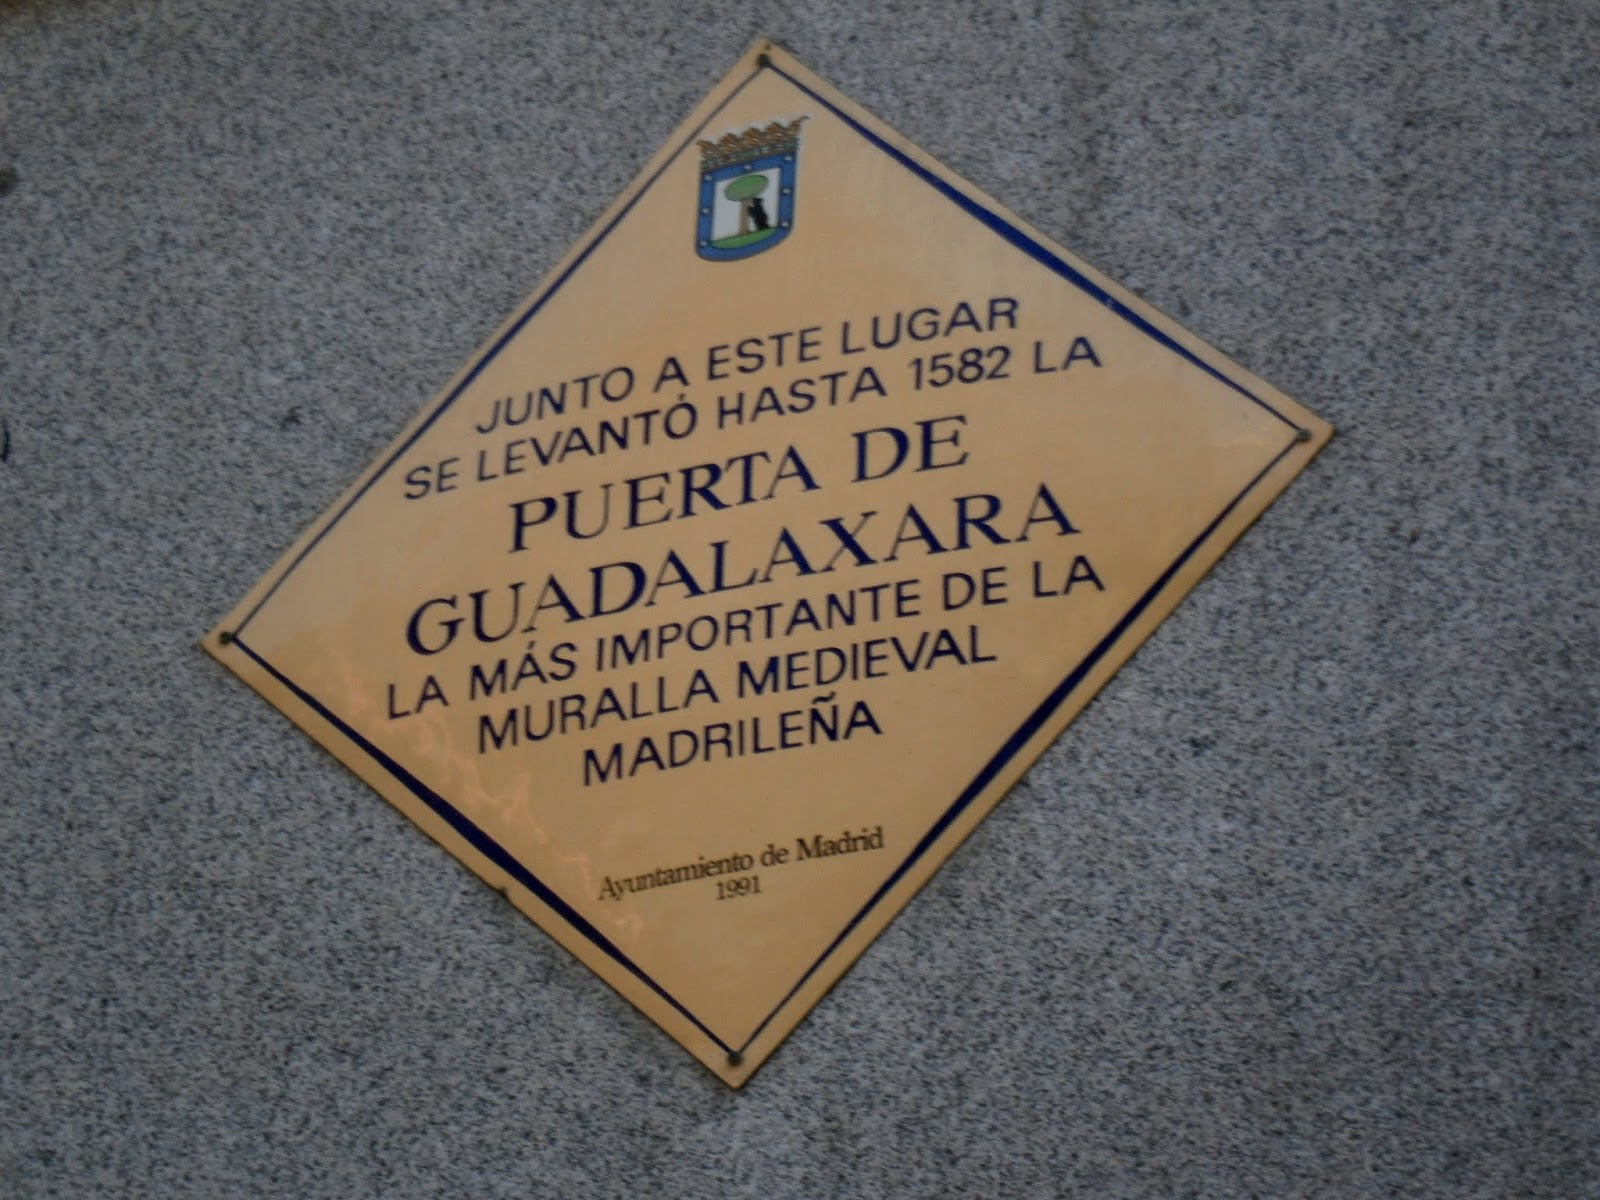 JUNTO A ESTE LUGAR
SE LEVANTÓ HASTA 1582 LA
PUERTA DE
GUADALAXARA
LA MÁS IMPORTANTE DE LA
MURALLA MEDIEVAL
MADRILEÑA
Ayuntamiento de Madrid
1991